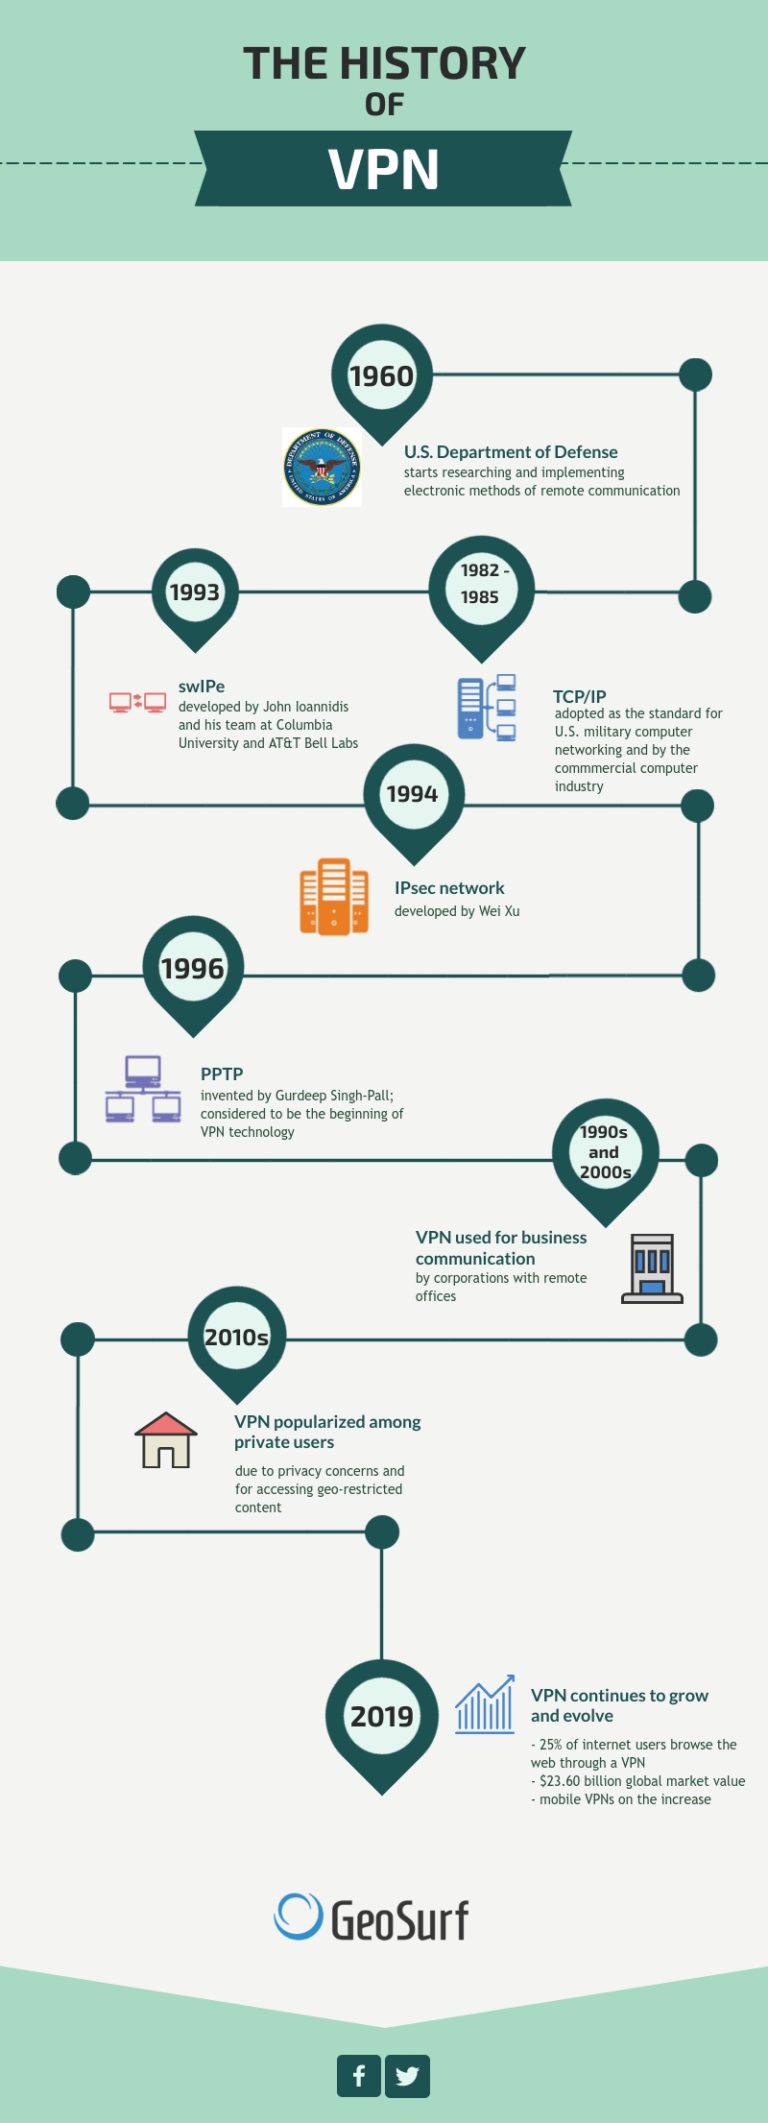 THE HISTORY
OF
VPN
1960
DEPARTMENT OF DEFENSE
UNITED STATES OF AMERICA
U.S. Department of Defense
starts researching and implementing
electronic methods of remote communication
1982 -
1985
TCP/IP
adopted as the standard for
U.S. military computer
networking and by the
commmercial computer
industry
1993
swIPe
developed by John Ioannidis
and his team at Columbia
University and AT&T Bell Labs
1994
IPsec network
developed by Wei Xu
1996
PPTP
invented by Gurdeep Singh-Pall;
considered to be the beginning of
VPN technology
1990s
and
2000s
VPN used for business
communication
by corporations with remote
offices
2010s
VPN popularized among
private users
due to privacy concerns and
for accessing geo-restricted
content
2019
VPN continues to grow
and evolve
- 25% of internet users browse the
web through a VPN
- $23.60 billion global market value
- mobile VPNs on the increase
GeoSurf